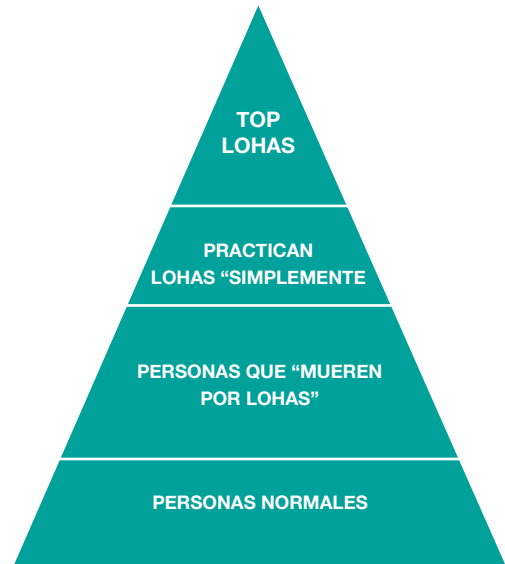 TOP
LOHAS
PRACTICAN
LOHAS “SIMPLEMENTE
PERSONAS QUE “MUEREN
POR LOHAS”
PERSONAS NORMALES